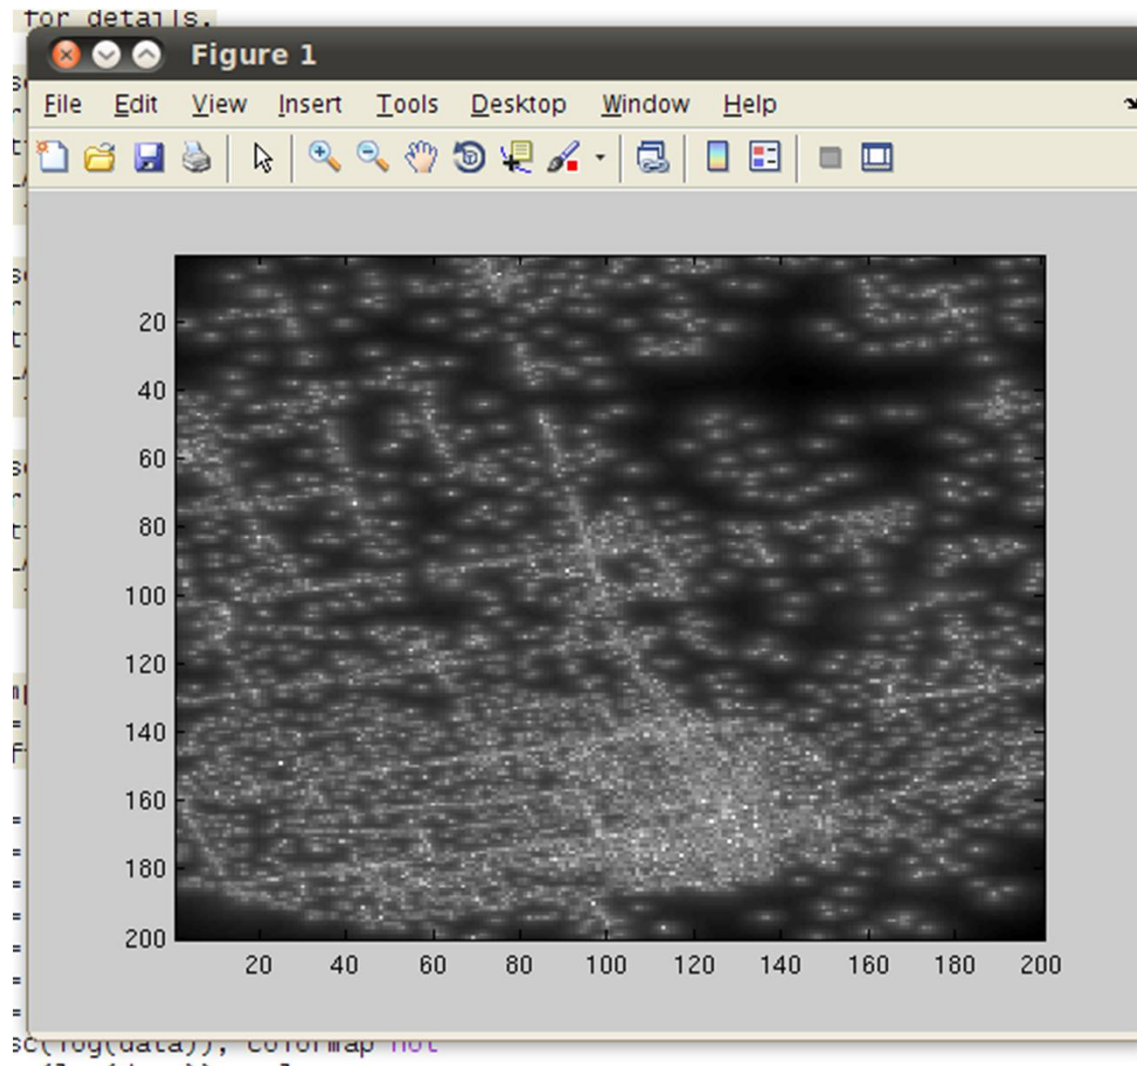 for details.
Figure 1
File Edit View Insert Tools Desktop Window Help
20
40
60
80
100
120
140
160
180
200
20 40 60 80 100 120 140 160 180 200
sc(log(data)), colormap hot